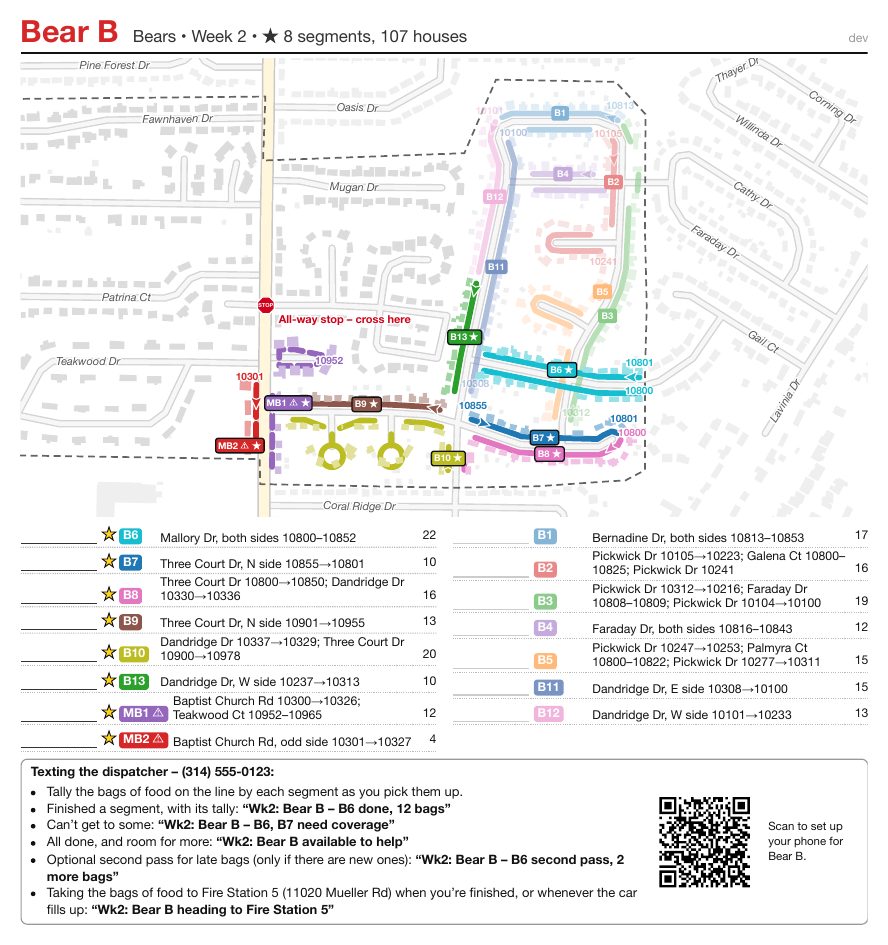 Bear B Bears • Week 2 • ★ 8 segments, 107 houses
dev
Pine Forest Dr
Thayer Dr
Corning Dr
Oasis Dr
Fawnhaven Dr
Willinda Dr
10101
B1
10813
10100
10105
Mugan Dr
B4
B2
B12
Cathy Dr
Faraday Dr
10241
B11
B5
Patrina Ct
STOP
All-way stop – cross here
B3
B13 ★
Gail Ct
Teakwood Dr
10952
10801
B6 ★
10301
10308
10800
Lavinia Dr
MB1 ⚠ ★
B9 ★
10855
10312
10801
10800
B7 ★
MB2 ⚠ ★
B8 ★
B10 ★
Coral Ridge Dr
★ B6 Mallory Dr, both sides 10800–10852 22
★ B7 Three Court Dr, N side 10855→10801 10
★ B8 Three Court Dr 10800→10850; Dandridge Dr
10330→10336 16
★ B9 Three Court Dr, N side 10901→10955 13
★ B10 Dandridge Dr 10337→10329; Three Court Dr
10900→10978 20
★ B13 Dandridge Dr, W side 10237→10313 10
★ MB1 ⚠ Baptist Church Rd 10300→10326;
Teakwood Ct 10952–10965 12
★ MB2 ⚠ Baptist Church Rd, odd side 10301→10327 4
B1 Bernadine Dr, both sides 10813–10853 17
B2 Pickwick Dr 10105→10223; Galena Ct 10800–
10825; Pickwick Dr 10241 16
B3 Pickwick Dr 10312→10216; Faraday Dr
10808–10809; Pickwick Dr 10104→10100 19
B4 Faraday Dr, both sides 10816–10843 12
B5 Pickwick Dr 10247→10253; Palmyra Ct
10800–10822; Pickwick Dr 10277→10311 15
B11 Dandridge Dr, E side 10308→10100 15
B12 Dandridge Dr, W side 10101→10233 13
Texting the dispatcher – (314) 555-0123:
• Tally the bags of food on the line by each segment as you pick them up.
• Finished a segment, with its tally: “Wk2: Bear B – B6 done, 12 bags”
• Can’t get to some: “Wk2: Bear B – B6, B7 need coverage”
• All done, and room for more: “Wk2: Bear B available to help”
• Optional second pass for late bags (only if there are new ones): “Wk2: Bear B – B6 second pass, 2
more bags”
• Taking the bags of food to Fire Station 5 (11020 Mueller Rd) when you’re finished, or whenever the car
fills up: “Wk2: Bear B heading to Fire Station 5”
Scan to set up
your phone for
Bear B.